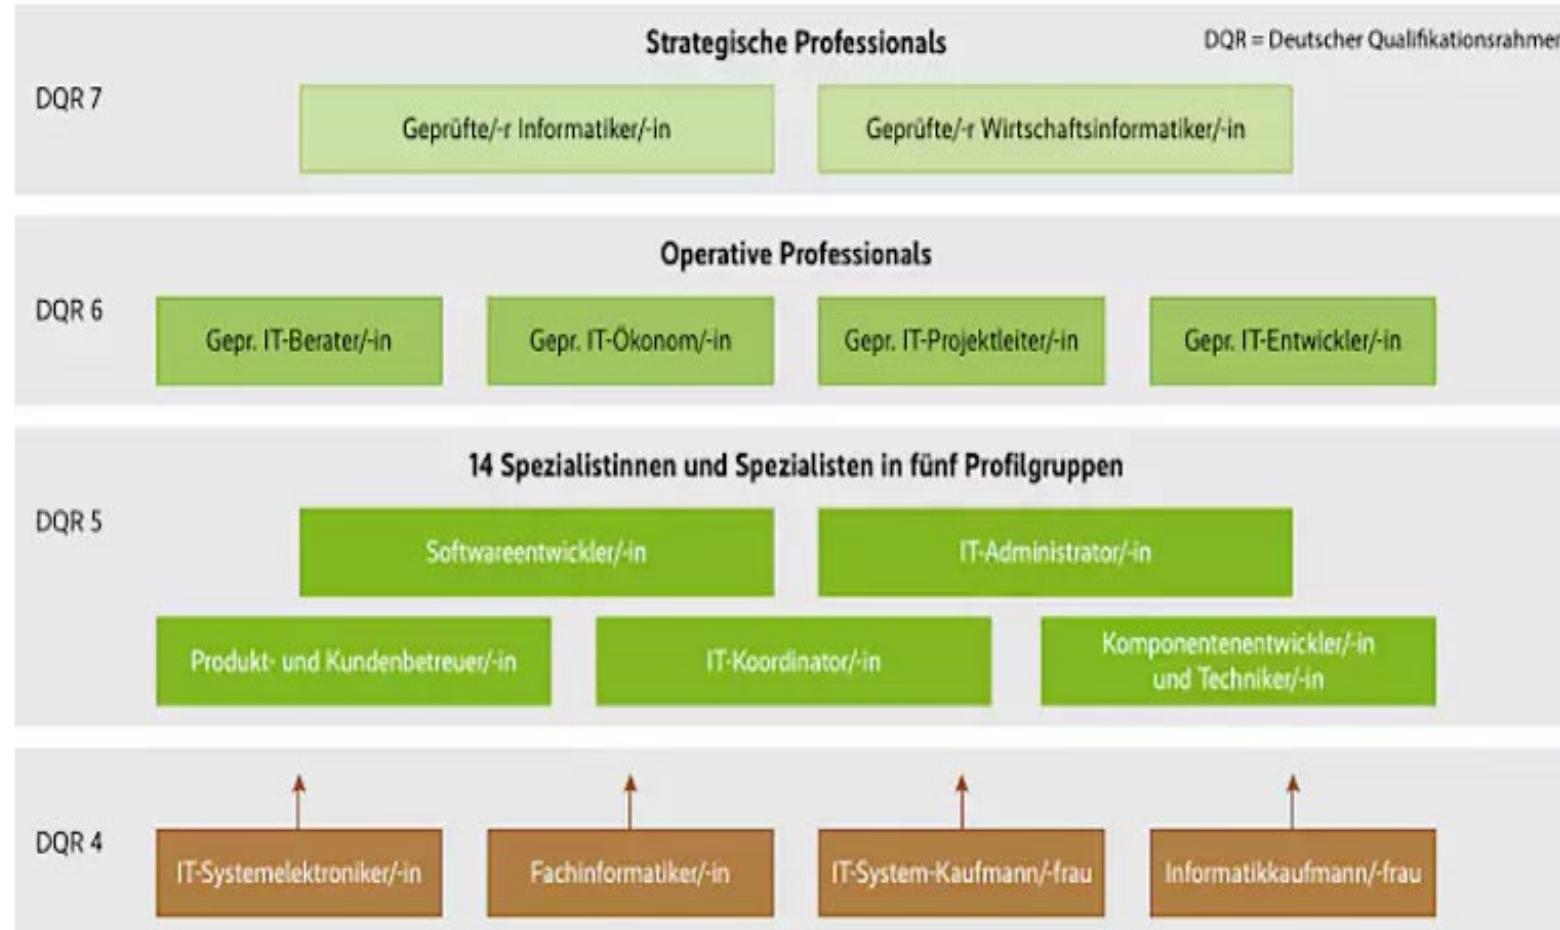 Strategische Professionals
DQR = Deutscher Qualifikationsrahmen
DQR 7
Geprüfte/-r Informatiker/-in
Geprüfte/-r Wirtschaftsinformatiker/-in
Operative Professionals
DQR 6
Gepr. IT-Berater/-in
Gepr. IT-Ökonom/-in
Gepr. IT-Projektleiter/-in
Gepr. IT-Entwickler/-in
14 Spezialistinnen und Spezialisten in fünf Profilgruppen
DQR 5
Softwareentwickler/-in
IT-Administrator/-in
Produkt- und Kundenbetreuer/-in
IT-Koordinator/-in
Komponentenentwickler/-in
und Techniker/-in
DQR 4
IT-Systemelektroniker/-in
Fachinformatiker/-in
IT-System-Kaufmann/-frau
Informatikkaufmann/-frau